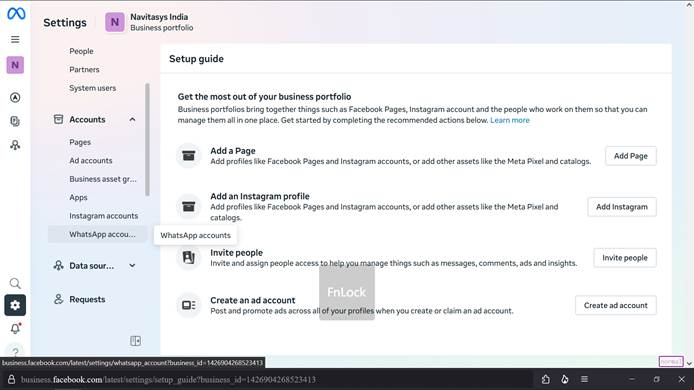 Settings
N
Navitasys India
Business portfolio
N
People
Partners
System users
Accounts
Pages
Ad accounts
Business asset gr...
Apps
Instagram accounts
WhatsApp accou...
WhatsApp accounts
Data sour...
Requests
Setup guide
Get the most out of your business portfolio
Business portfolios bring together things such as Facebook Pages, Instagram account and the people who work on them so that you can
manage them all in one place. Get started by completing the recommended actions below. Learn more
Add a Page
Add profiles like Facebook Pages and Instagram accounts, or add other assets like the Meta Pixel and catalogs.
Add Page
Add an Instagram profile
Add profiles like Facebook Pages and Instagram accounts, or add other assets like the Meta Pixel and
catalogs.
Add Instagram
Invite people
Invite and assign people access to help you manage things such as messages, comments, ads and insights.
Invite people
Create an ad account
Post and promote ads across all of your profiles when you create or claim an ad account.
Create ad account
FnLock
business.facebook.com/latest/settings/whatsapp_account?business_id=1426904268523413
normal
business.facebook.com/latest/settings/setup_guide?business_id=1426904268523413